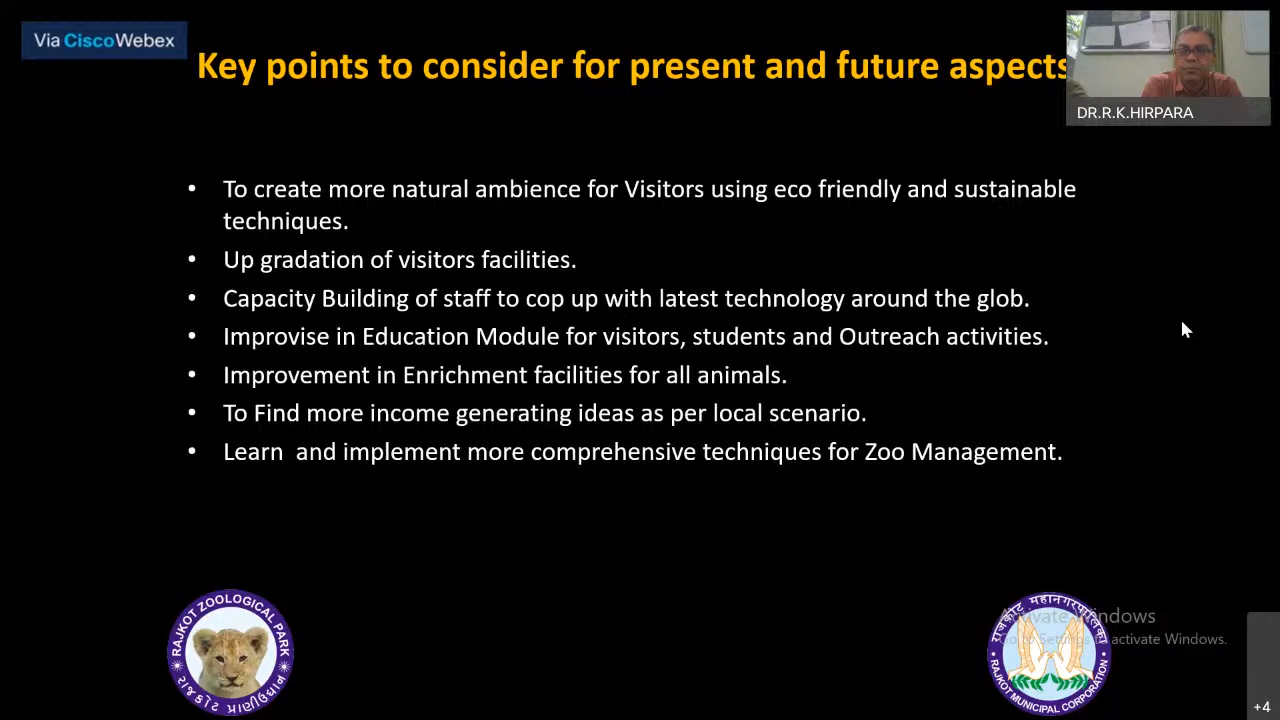 Via CiscoWebex
Key points to consider for present and future aspects
DR.R.K.HIRPARA
• To create more natural ambience for Visitors using eco friendly and sustainable
techniques.
• Up gradation of visitors facilities.
• Capacity Building of staff to cop up with latest technology around the glob.
• Improvise in Education Module for visitors, students and Outreach activities.
• Improvement in Enrichment facilities for all animals.
• To Find more income generating ideas as per local scenario.
• Learn  and implement more comprehensive techniques for Zoo Management.
RAJKOT ZOOLOGICAL PARK
राजकोट महानगरपालिका
RAJKOT MUNICIPAL CORPORATION
Activate Windows
Go to Settings to activate Windows.
+4